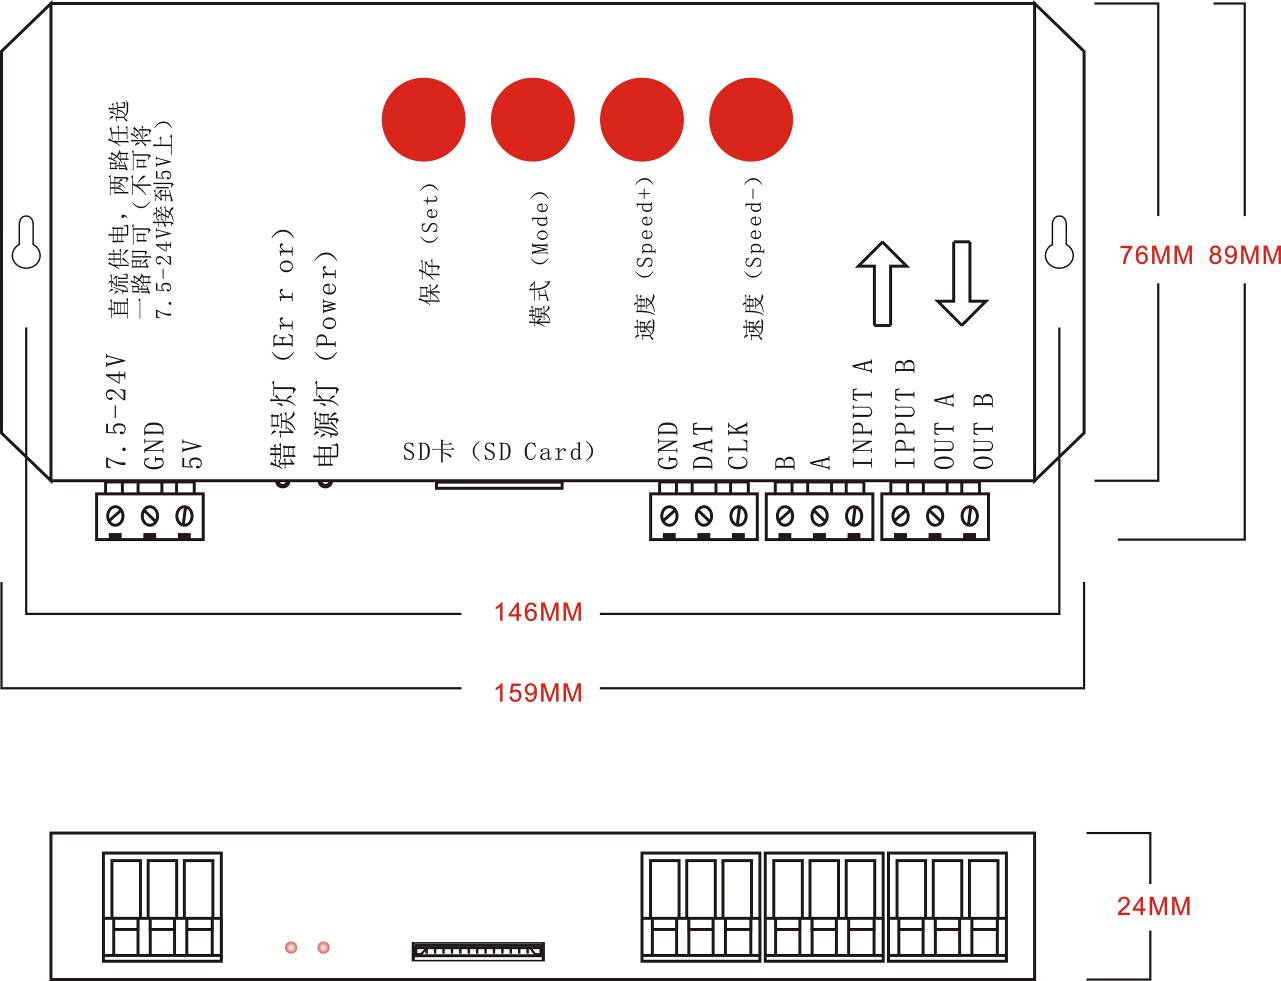 直流供电，两路任选
一路即可（不可将
7.5-24V接到5V上）
保存（Set）
模式（Mode）
速度（Speed+）
速度（Speed-）
76MM
89MM
7.5-24V
GND
5V
错误灯（Er or）
电源灯（Power）
SD卡（SD Card）
GND
DAT
CLK
B
A
INPUT A
IPPUT B
OUT A
OUT B
146MM
159MM
24MM